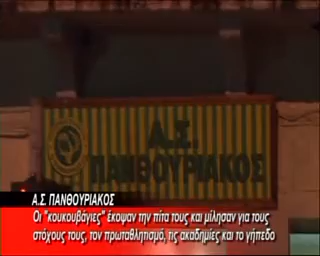 Α.Σ.
ΠΑΝΘΟΥΡΙΑΚΟΣ
Α.Σ. ΠΑΝΘΟΥΡΙΑΚΟΣ
Οι "κουκουβάγιες" έκοψαν την πίτα τους και μίλησαν για τους
στόχους τους, τον πρωταθλητισμό, τις ακαδημίες και το γήπεδο